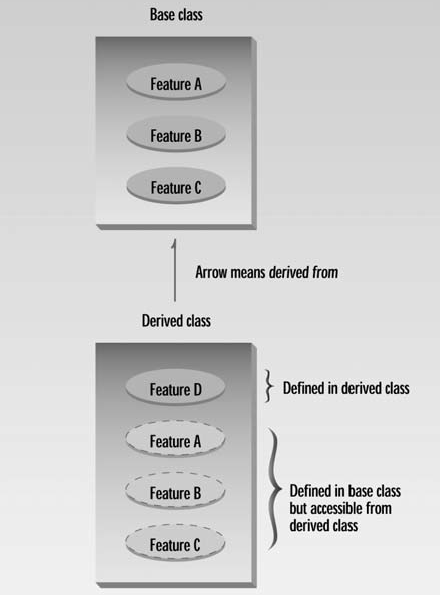 Base class
Feature A
Feature B
Feature C
Arrow means derived from
Derived class
Feature D
Defined in derived class
Feature A
Feature B
Feature C
Defined in base class
but accessible from
derived class